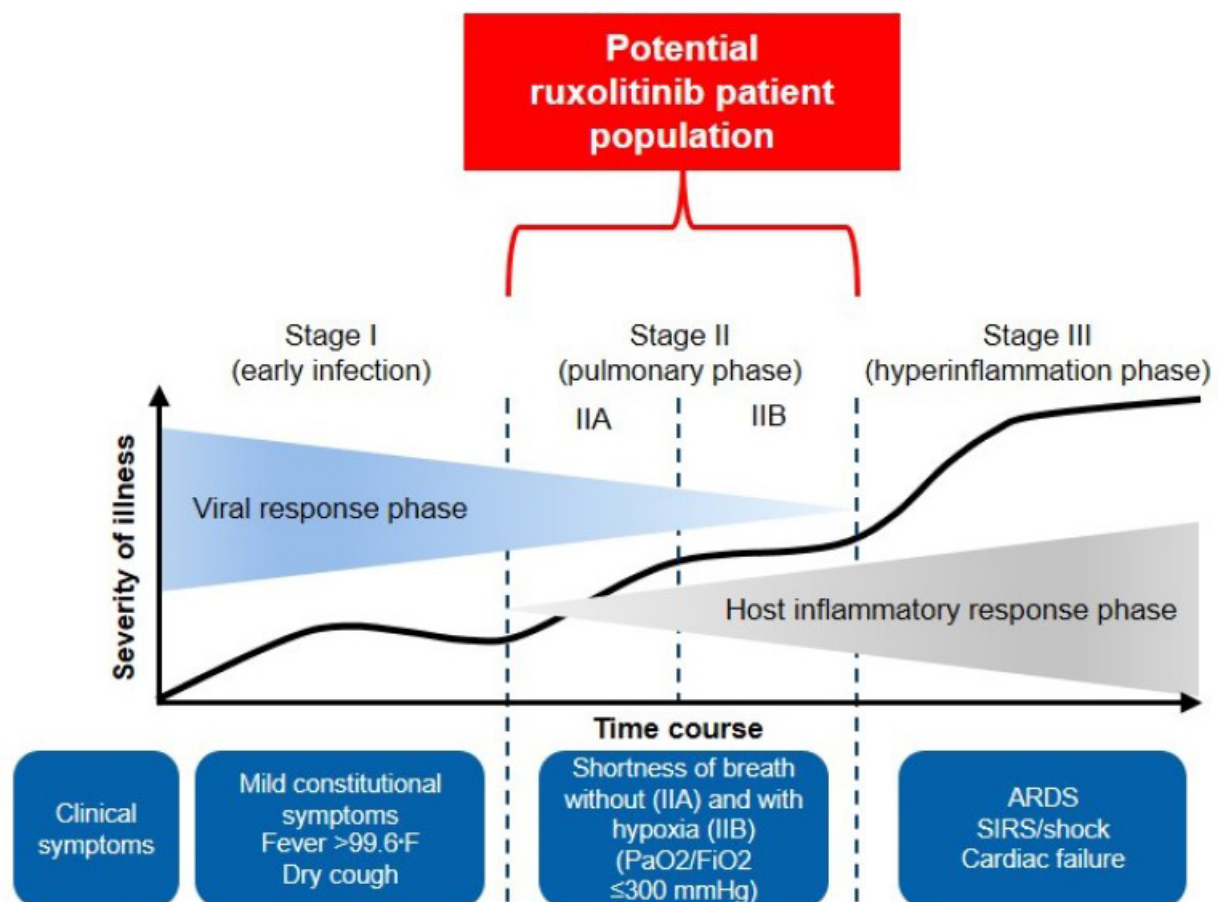 Potential
ruxolitinib patient
population
Stage I
(early infection)
Stage II
(pulmonary phase)
Stage III
(hyperinflammation phase)
IIA
IIB
Severity of illness
Viral response phase
Host inflammatory response phase
Time course
Clinical
symptoms
Mild constitutional
symptoms
Fever >99.6°F
Dry cough
Shortness of breath
without (IIA) and with
hypoxia (IIB)
(PaO2/FiO2
≤300 mmHg)
ARDS
SIRS/shock
Cardiac failure